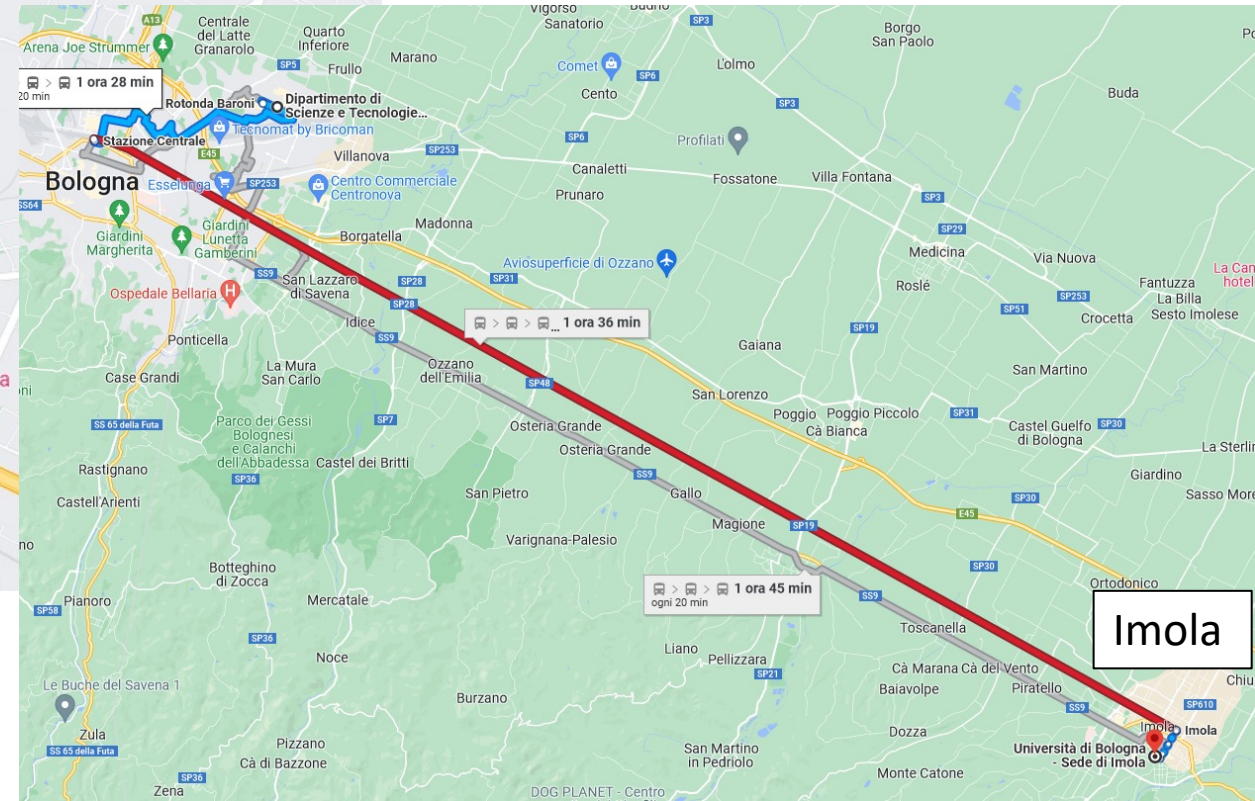 Vigorso
Budrio
SP3
A13
Centrale
del Latte
Granarolo
Quarto
Inferiore
Sanatorio
Borgo
San Paolo
Arena Joe Strummer
SP5
Frullo
Marano
Comet
SP6
L'olmo
1 ora 28 min
20 min
Rotonda Baroni
Dipartimento di
Scienze e Tecnologie...
Cento
SP3
Buda
Tecnomat by Bricoman
Stazione Centrale
E45
Villanova
SP253
SP6
Profilati
Bologna
Esselunga
SP253
Centro Commerciale
Centronova
Canaletti
Prunaro
Fossatone
Villa Fontana
SP3
SS64
Giardini
Margherita
Giardini
Lunetta
Gamberini
Madonna
Borgatella
SP29
Medicina
Via Nuova
Aviosuperficie di Ozzano
SS9
San Lazzaro
di Savena
SP28
SP31
Roslé
La Can
hotel
Fantuzza
La Billa
Sesto Imolese
Ospedale Bellaria
SP28
SP51
SP253
Crocetta
Idice
1 ora 36 min
SP19
Ponticella
SS9
Gaiana
Case Grandi
La Mura
San Carlo
Ozzano
dell'Emilia
SP48
San Martino
San Lorenzo
SS 65 della Futa
Parco dei Gessi
Bolognesi
e Calanchi
dell'Abbadessa
SP7
Osteria Grande
Poggio
Cà Bianca
Poggio Piccolo
SP31
Castel Guelfo
di Bologna
SP30
Rastignano
Castel dei Britti
Osteria Grande
La Sterlin
SP36
SS9
Giardino
Castell'Arienti
San Pietro
Gallo
SP30
Sasso More
Magione
SP19
E45
no
Varignana-Palesio
Botteghino
di Zocca
SP30
Ortodonico
Pianoro
SP58
Mercatale
1 ora 45 min
ogni 20 min
SS9
Imola
SP36
Toscanella
Noce
Liano
Pellizzara
SP21
Cà Marana
Cà del Vento
Chiu
Le Buche del Savena 1
Baiavolpe
Piratello
Burzano
SS9
SP610
Zula
SS 65 della Futa
Pizzano
Cà di Bazzone
Dozza
Imola
Imola
San Martino
in Pedriolo
Università di Bologna
- Sede di Imola
SP36
Zena
Monte Catone
DOG PLANET - Centro